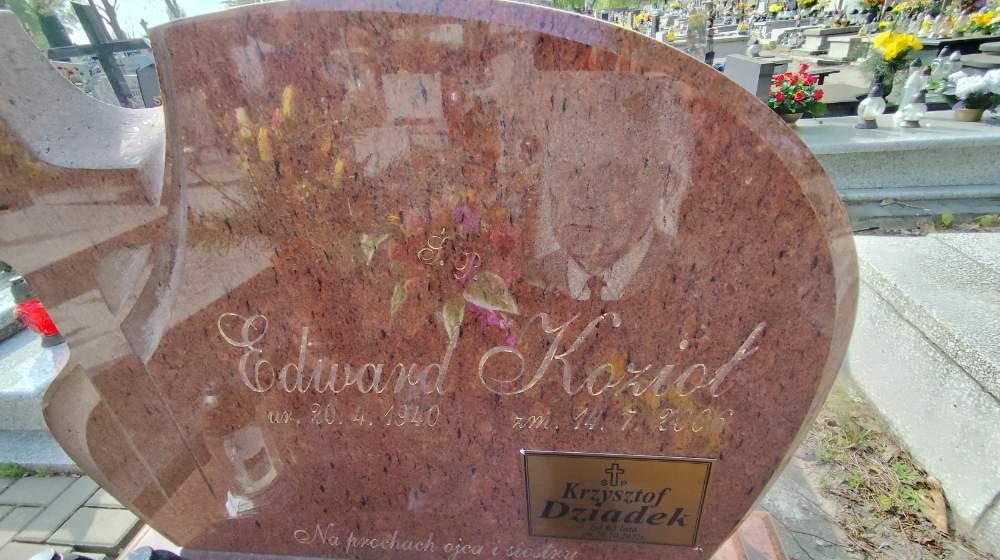 Ś. P.
Edward Kozioł
ur. 20. 4. 1940 zm. 14. 7. 2006
Ś P
Krzysztof
Dziadek
Na prochach ojca i siostry